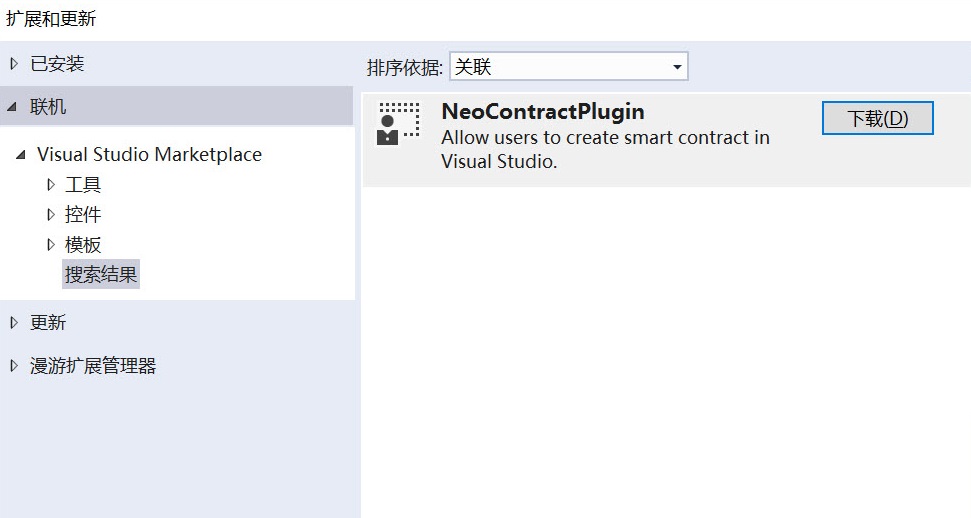 扩展和更新
已安装
联机
Visual Studio Marketplace
工具
控件
模板
搜索结果
更新
漫游扩展管理器
排序依据: 关联
NeoContractPlugin
Allow users to create smart contract in
Visual Studio.
下载(D)